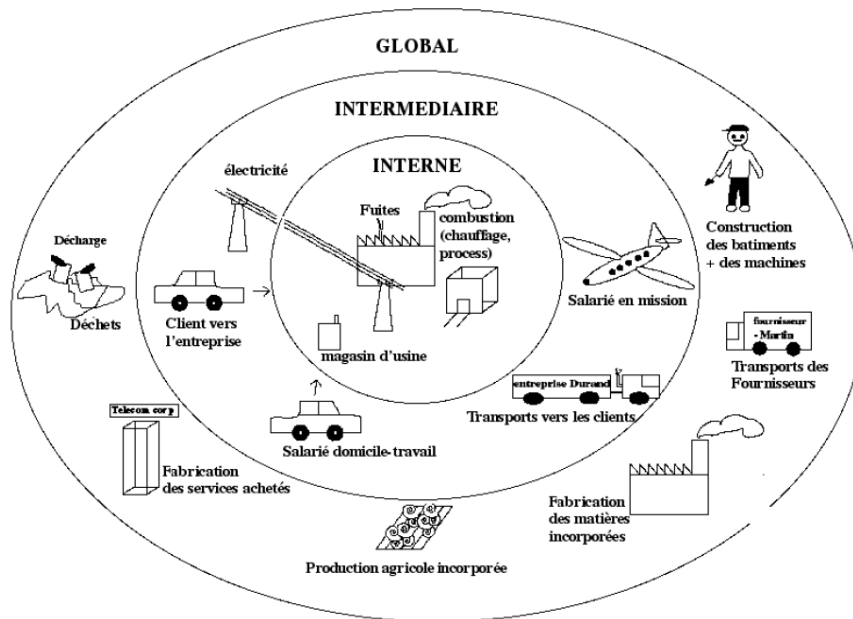 GLOBAL
INTERMEDIAIRE
INTERNE
électricité
Fuites
combustion
(chauffage,
process)
Construction
des batiments
+ des machines
Décharge
Déchets
Client vers
l'entreprise
magasin d'usine
Salarié en mission
fournisseur
- Martin
Transports des
Fournisseurs
entreprise Durand
Transports vers les clients
Telecom corp
Salarié domicile-travail
Fabrication
des services achetés
Fabrication
des matières
incorporées
Production agricole incorporée